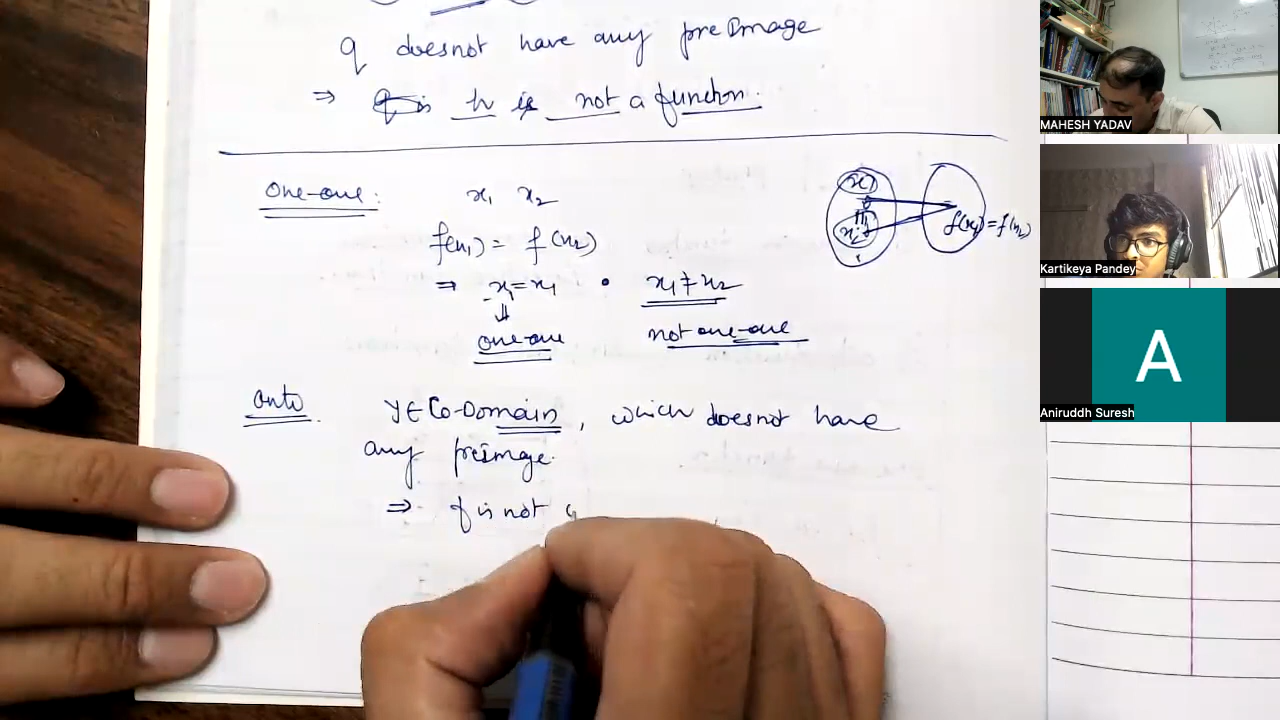 q doesnot have any preImage
⇒ h is not a function.
One-one: x₁ x₂
f(x₁) = f(x₂)
⇒ x₁ = x₁ • x₁ ≠ x₂
⇓
one-one not one-one
x₁
x₂
f(x₁) = f(x₂)
onto Y ∈ Co-Domain, which doesnot have
any preimage.
⇒ f is not
MAHESH YADAV
Kartikeya Pandey
A
Aniruddh Suresh